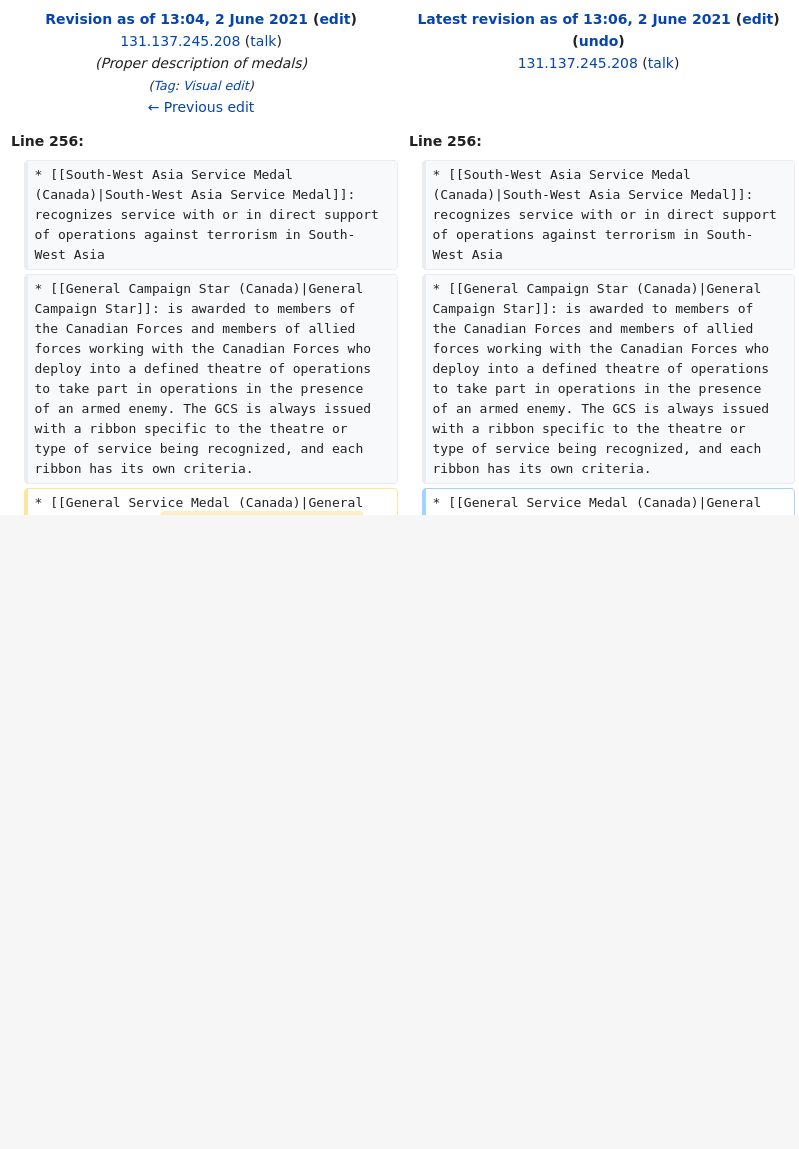 Revision as of 13:04, 2 June 2021 (edit)
131.137.245.208 (talk)
(Proper description of medals)
(Tag: Visual edit)
← Previous edit
Latest revision as of 13:06, 2 June 2021 (edit)
(undo)
131.137.245.208 (talk)
Line 256:
Line 256:
* [[South-West Asia Service Medal
(Canada)|South-West Asia Service Medal]]:
recognizes service with or in direct support
of operations against terrorism in South-
West Asia
* [[South-West Asia Service Medal
(Canada)|South-West Asia Service Medal]]:
recognizes service with or in direct support
of operations against terrorism in South-
West Asia
* [[General Campaign Star (Canada)|General
Campaign Star]]: is awarded to members of
the Canadian Forces and members of allied
forces working with the Canadian Forces who
deploy into a defined theatre of operations
to take part in operations in the presence
of an armed enemy. The GCS is always issued
with a ribbon specific to the theatre or
type of service being recognized, and each
ribbon has its own criteria.
* [[General Campaign Star (Canada)|General
Campaign Star]]: is awarded to members of
the Canadian Forces and members of allied
forces working with the Canadian Forces who
deploy into a defined theatre of operations
to take part in operations in the presence
of an armed enemy. The GCS is always issued
with a ribbon specific to the theatre or
type of service being recognized, and each
ribbon has its own criteria.
* [[General Service Medal (Canada)|General
* [[General Service Medal (Canada)|General